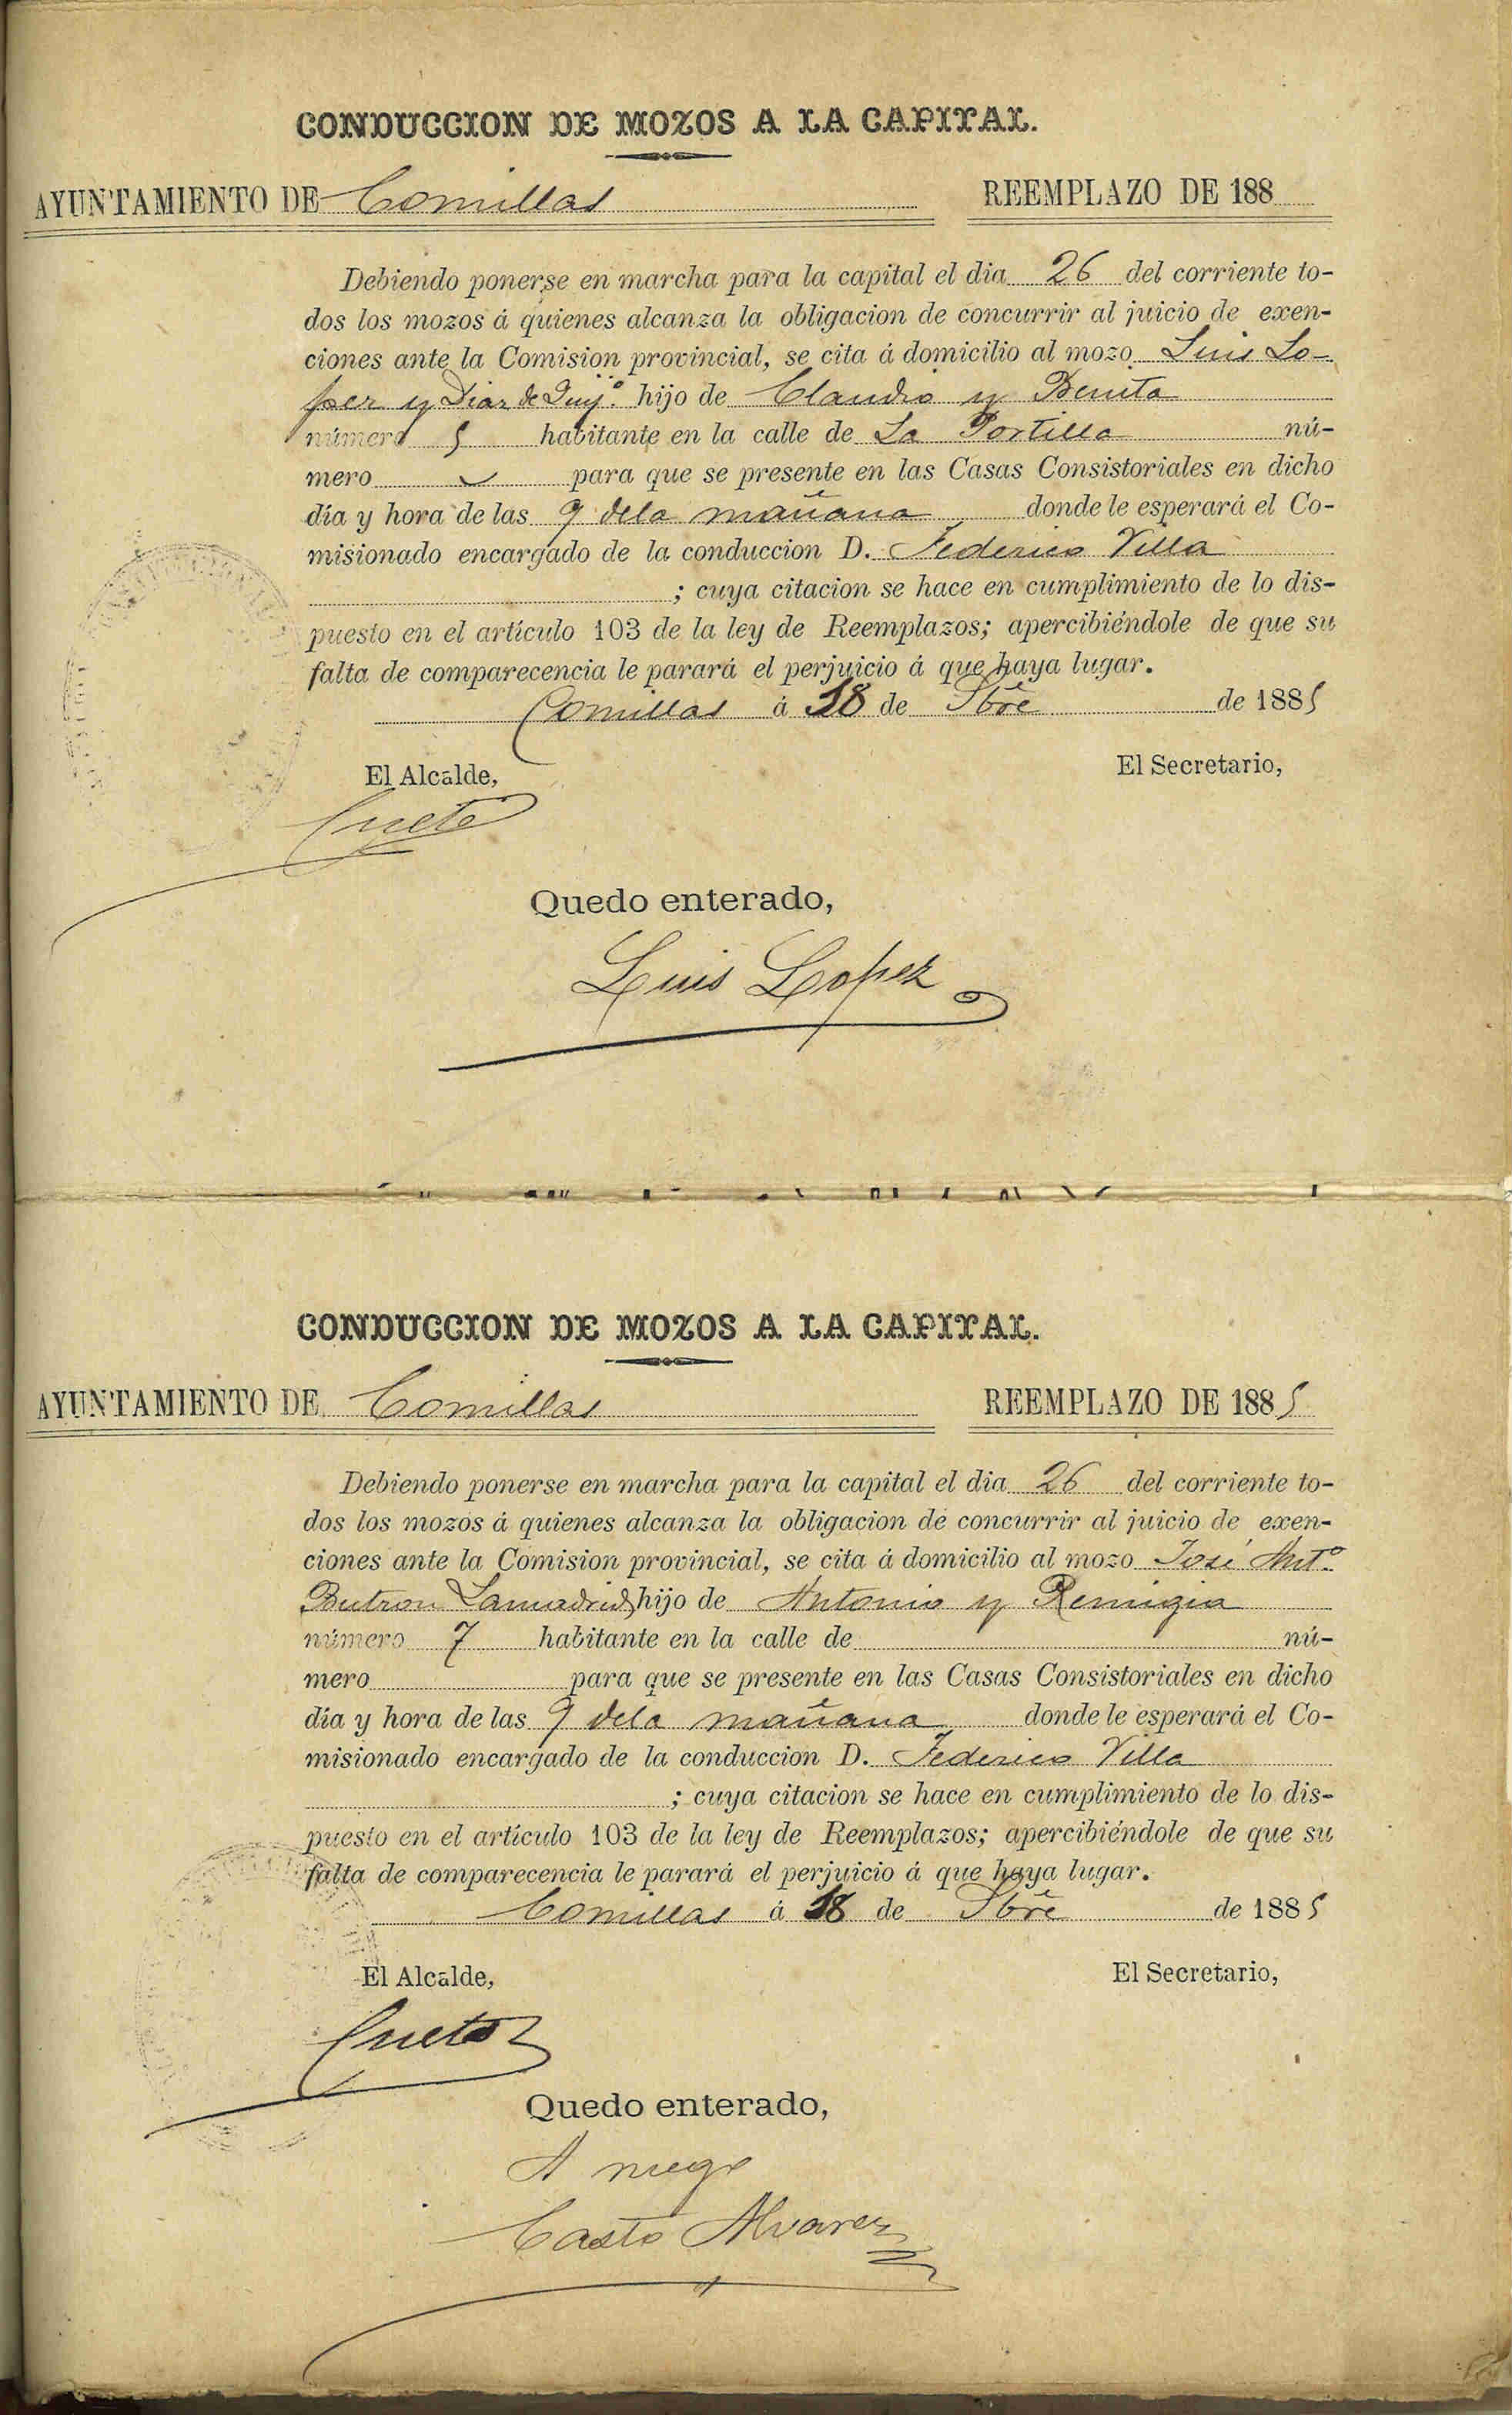 CONDUCCION DE MOZOS A LA CAPITAL.
AYUNTAMIENTO DE Comillas REEMPLAZO DE 188
Debiendo ponerse en marcha para la capital el dia 26 del corriente to-
dos los mozos á quienes alcanza la obligacion de concurrir al juicio de exen-
ciones ante la Comision provincial, se cita á domicilio al mozo Luis Lo-
pez y Diaz de Quijº hijo de Claudio y Benita
número 5 habitante en la calle de La Portilla nú-
mero para que se presente en las Casas Consistoriales en dicho
día y hora de las 9 dela mañana donde le esperará el Co-
misionado encargado de la conduccion D. Federico Villa
; cuya citacion se hace en cumplimiento de lo dis-
puesto en el artículo 103 de la ley de Reemplazos; apercibiéndole de que su
falta de comparecencia le parará el perjuicio á que haya lugar.
Comillas á 18 de de 1885
El Alcalde, El Secretario,
Cueto
Quedo enterado,
Luis Lopez
CONDUCCION DE MOZOS A LA CAPITAL.
AYUNTAMIENTO DE Comillas REEMPLAZO DE 1885
Debiendo ponerse en marcha para la capital el dia 26 del corriente to-
dos los mozos á quienes alcanza la obligacion de concurrir al juicio de exen-
ciones ante la Comision provincial, se cita á domicilio al mozo José Antº
Butron Lamadrid hijo de Antonio y Remigia
número 7 habitante en la calle de nú-
mero para que se presente en las Casas Consistoriales en dicho
día y hora de las 9 dela mañana donde le esperará el Co-
misionado encargado de la conduccion D. Federico Villa
; cuya citacion se hace en cumplimiento de lo dis-
puesto en el artículo 103 de la ley de Reemplazos; apercibiéndole de que su
falta de comparecencia le parará el perjuicio á que haya lugar.
Comillas á 18 de de 1885
El Alcalde, El Secretario,
Cueto
Quedo enterado,
A ruego
Casto Alvarez